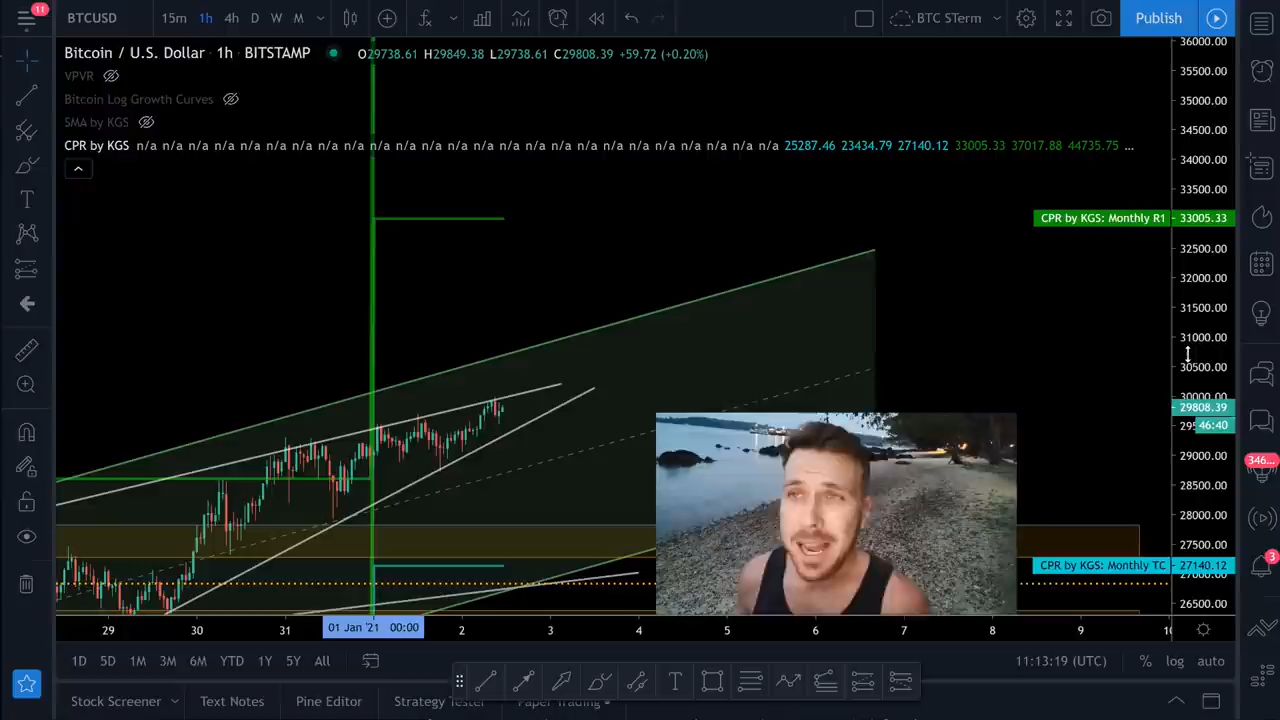 11
BTCUSD
15m 1h 4h D W M
BTC STerm
Publish
Bitcoin / U.S. Dollar 1h · BITSTAMP
O29738.61 H29849.38 L29738.61 C29808.39 +59.72 (+0.20%)
VPVR
Bitcoin Log Growth Curves
SMA by KGS
CPR by KGS n/a n/a n/a n/a n/a n/a n/a n/a n/a n/a n/a n/a n/a n/a n/a n/a n/a n/a n/a n/a n/a n/a n/a n/a n/a 25287.46 23434.79 27140.12 33005.33 37017.88 44735.75 ...
36000.00
35500.00
35000.00
34500.00
34000.00
33500.00
CPR by KGS: Monthly R1 33005.33
32500.00
32000.00
31500.00
31000.00
30500.00
30000.00
29808.39
46:40
29000.00
28500.00
28000.00
27500.00
CPR by KGS: Monthly TC 27140.12
26500.00
346...
3
29 30 31 01 Jan '21 00:00 2 3 4 5 6 7 8 9 10
1D 5D 1M 3M 6M YTD 1Y 5Y All
11:13:19 (UTC) % log auto
Stock Screener Text Notes Pine Editor Strategy Tester Paper Trading